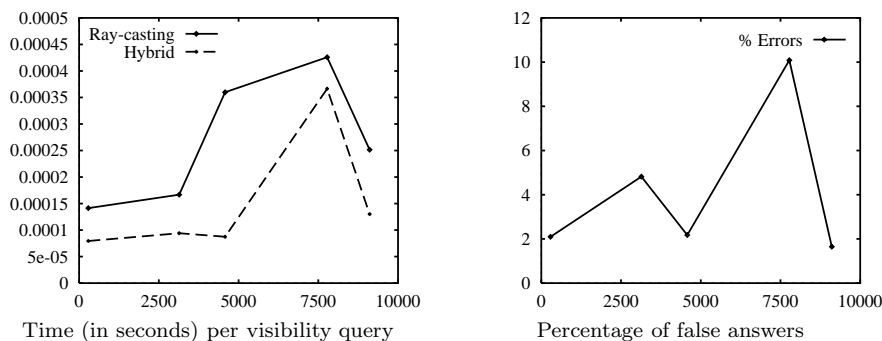 0.0005
0.00045
0.0004
0.00035
0.0003
0.00025
0.0002
0.00015
0.0001
5e-05
0
Ray-casting
Hybrid
0 2500 5000 7500 10000
Time (in seconds) per visibility query
12
10
8
6
4
2
0
% Errors
0 2500 5000 7500 10000
Percentage of false answers